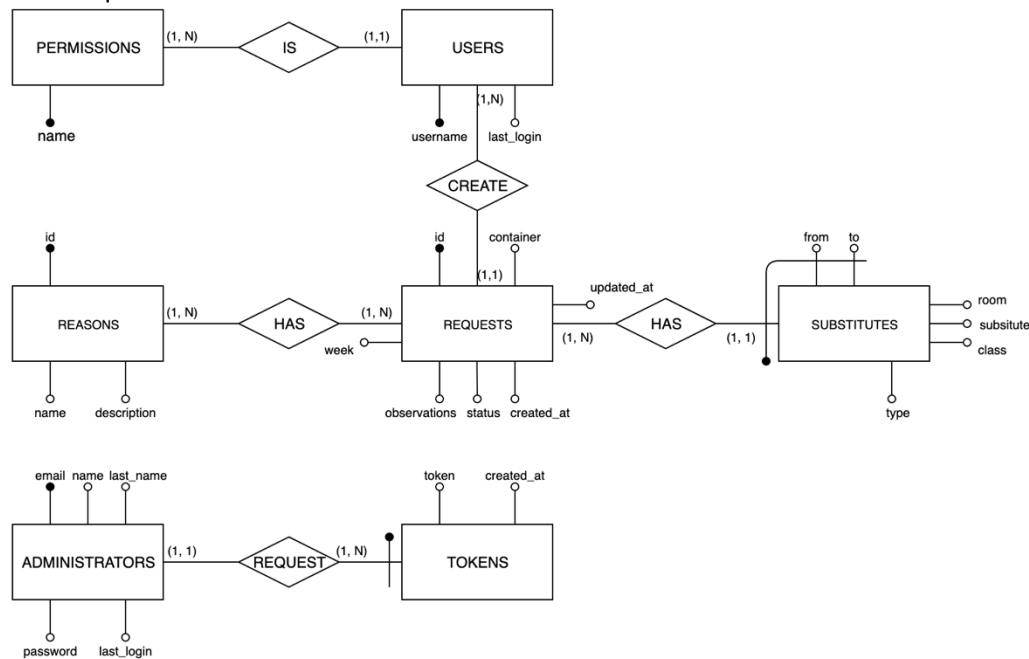 PERMISSIONS
(1, N)
IS
(1,1)
USERS
name
(1,N)
username
last_login
CREATE
id
id
container
from
to
(1,1)
updated_at
REASONS
(1, N)
HAS
(1, N)
REQUESTS
(1, N)
HAS
(1, 1)
SUBSTITUTES
room
subsitute
class
week
name
description
observations
status
created_at
type
email
name
last_name
token
created_at
ADMINISTRATORS
(1, 1)
REQUEST
(1, N)
TOKENS
password
last_login